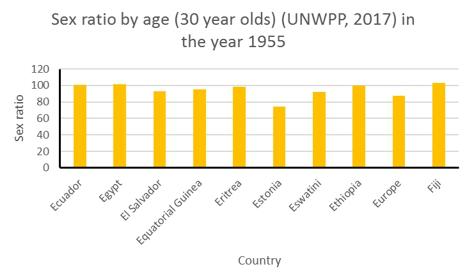 Sex ratio by age (30 year olds) (UNWPP, 2017) in
the year 1955
120
100
80
60
40
20
0
Sex ratio
Ecuador
Egypt
El Salvador
Equatorial Guinea
Eritrea
Estonia
Eswatini
Ethiopia
Europe
Fiji
Country